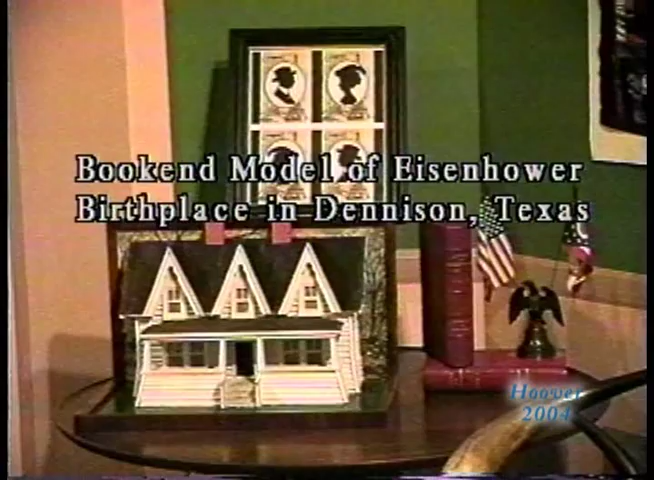 Bookend Model of Eisenhower
Birthplace in Dennison, Texas
Hoover
2004